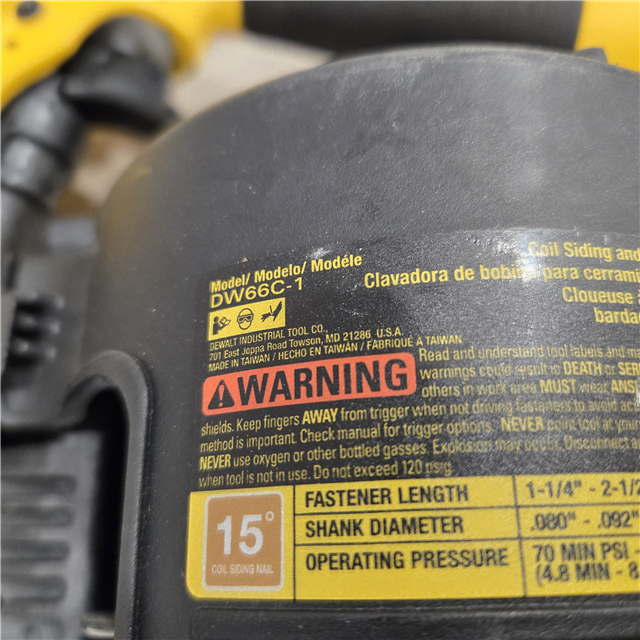 Model/ Modelo/ Modèle
DW66C-1
Coil Siding and
Clavadora de bobina para cerram
Cloueuse
barda
DEWALT INDUSTRIAL TOOL CO.,
701 East Joppa Road Towson, MD 21286 U.S.A.
MADE IN TAIWAN / HECHO EN TAIWÁN / FABRIQUÉ A TAIWAN
WARNING
Read and understand tool labels and m
warnings could result in DEATH or SER
others in work area MUST wear ANS
shields. Keep fingers AWAY from trigger when not driving fasteners to avoid ac
method is important. Check manual for trigger options. NEVER point tool at your
NEVER use oxygen or other bottled gasses. Explosion may occur. Disconnect a
when tool is not in use. Do not exceed 120 psig.
15°
COIL SIDING NAIL
FASTENER LENGTH 1-1/4" - 2-1/2
SHANK DIAMETER .080" - .092"
OPERATING PRESSURE 70 MIN PSI
(4.8 MIN - 8.